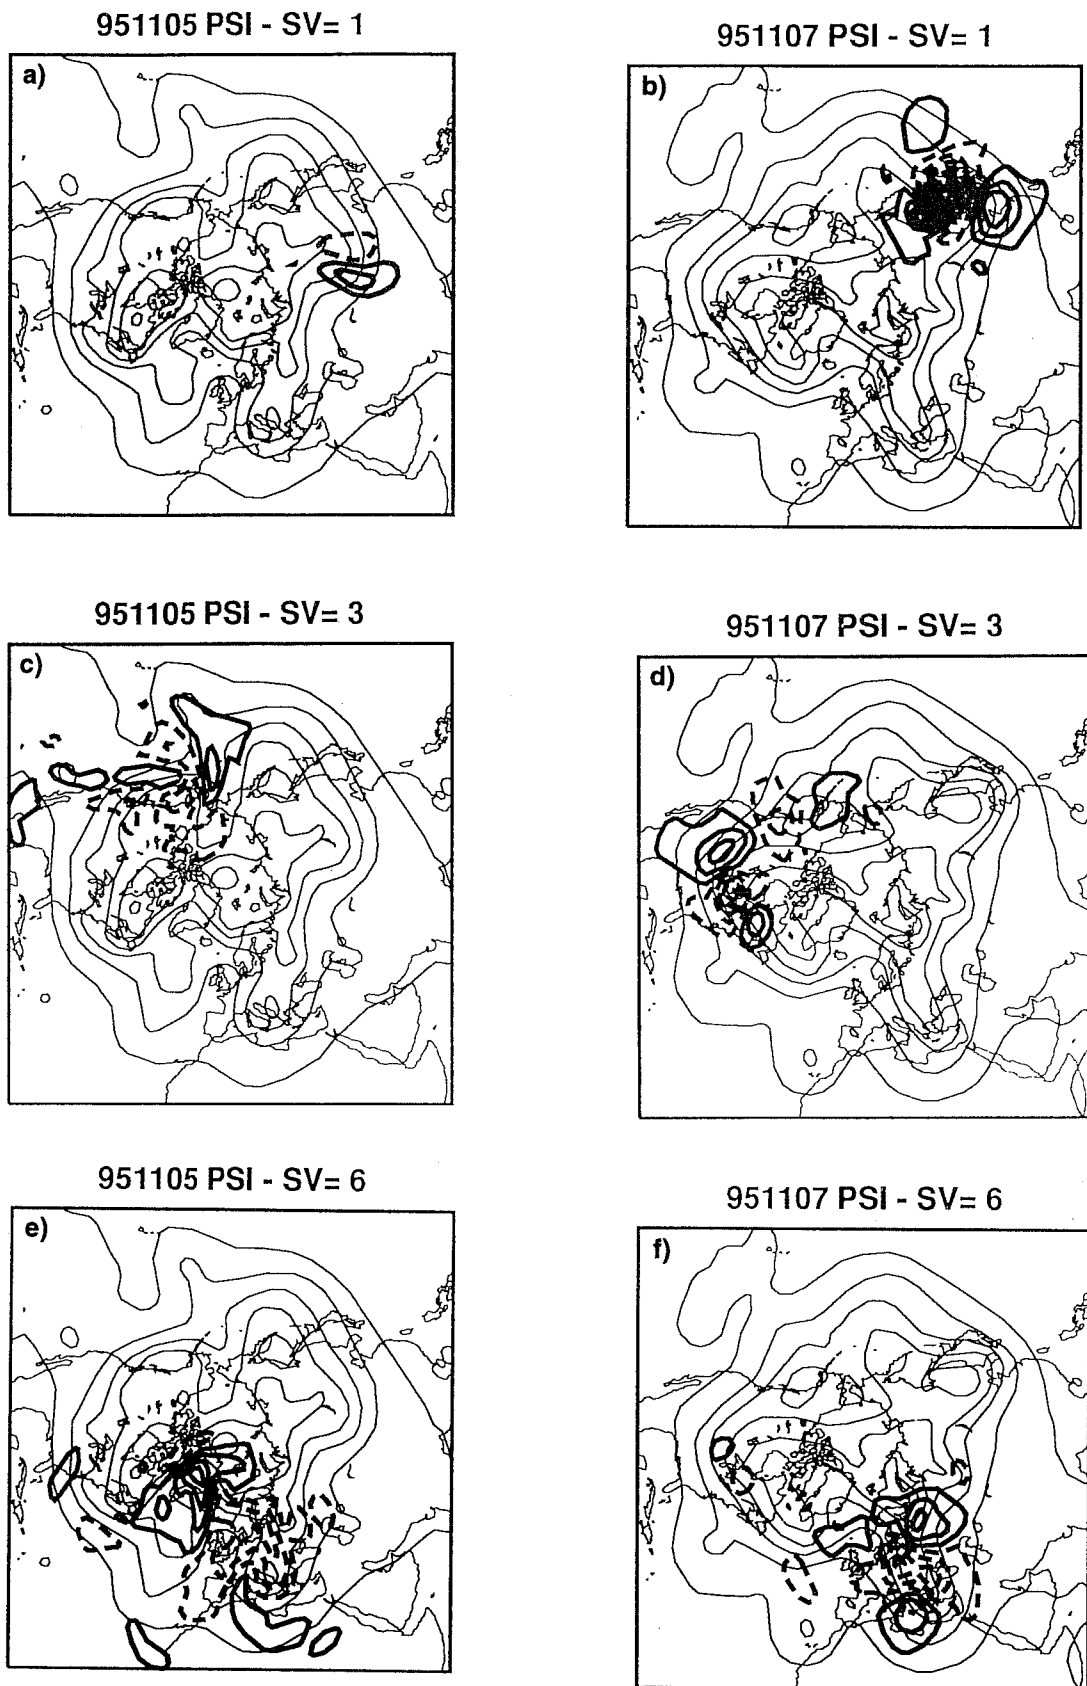 951105 PSI - SV= 1
951107 PSI - SV= 1
a)
b)
951105 PSI - SV= 3
951107 PSI - SV= 3
c)
d)
951105 PSI - SV= 6
951107 PSI - SV= 6
e)
f)